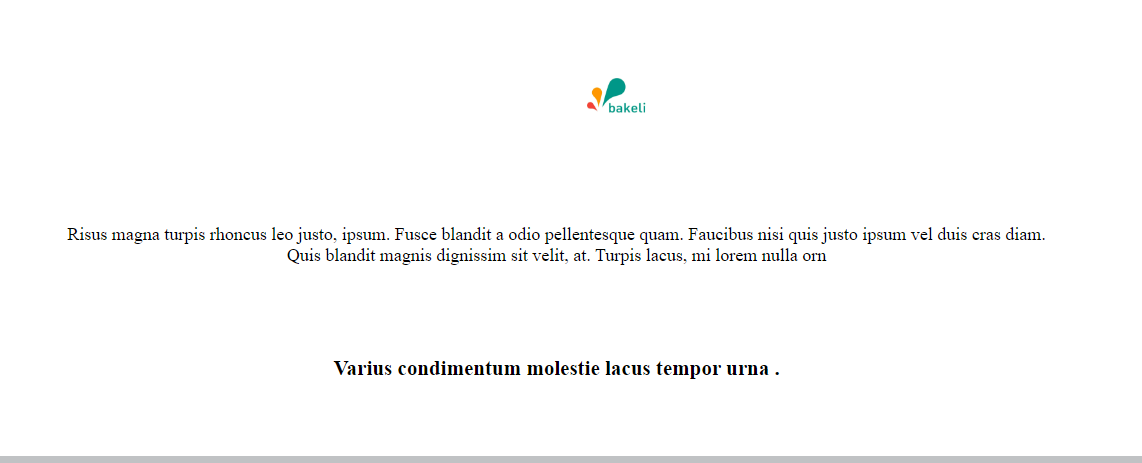 bakeli
Risus magna turpis rhoncus leo justo, ipsum. Fusce blandit a odio pellentesque quam. Faucibus nisi quis justo ipsum vel duis cras diam.
Quis blandit magnis dignissim sit velit, at. Turpis lacus, mi lorem nulla orn
Varius condimentum molestie lacus tempor urna .